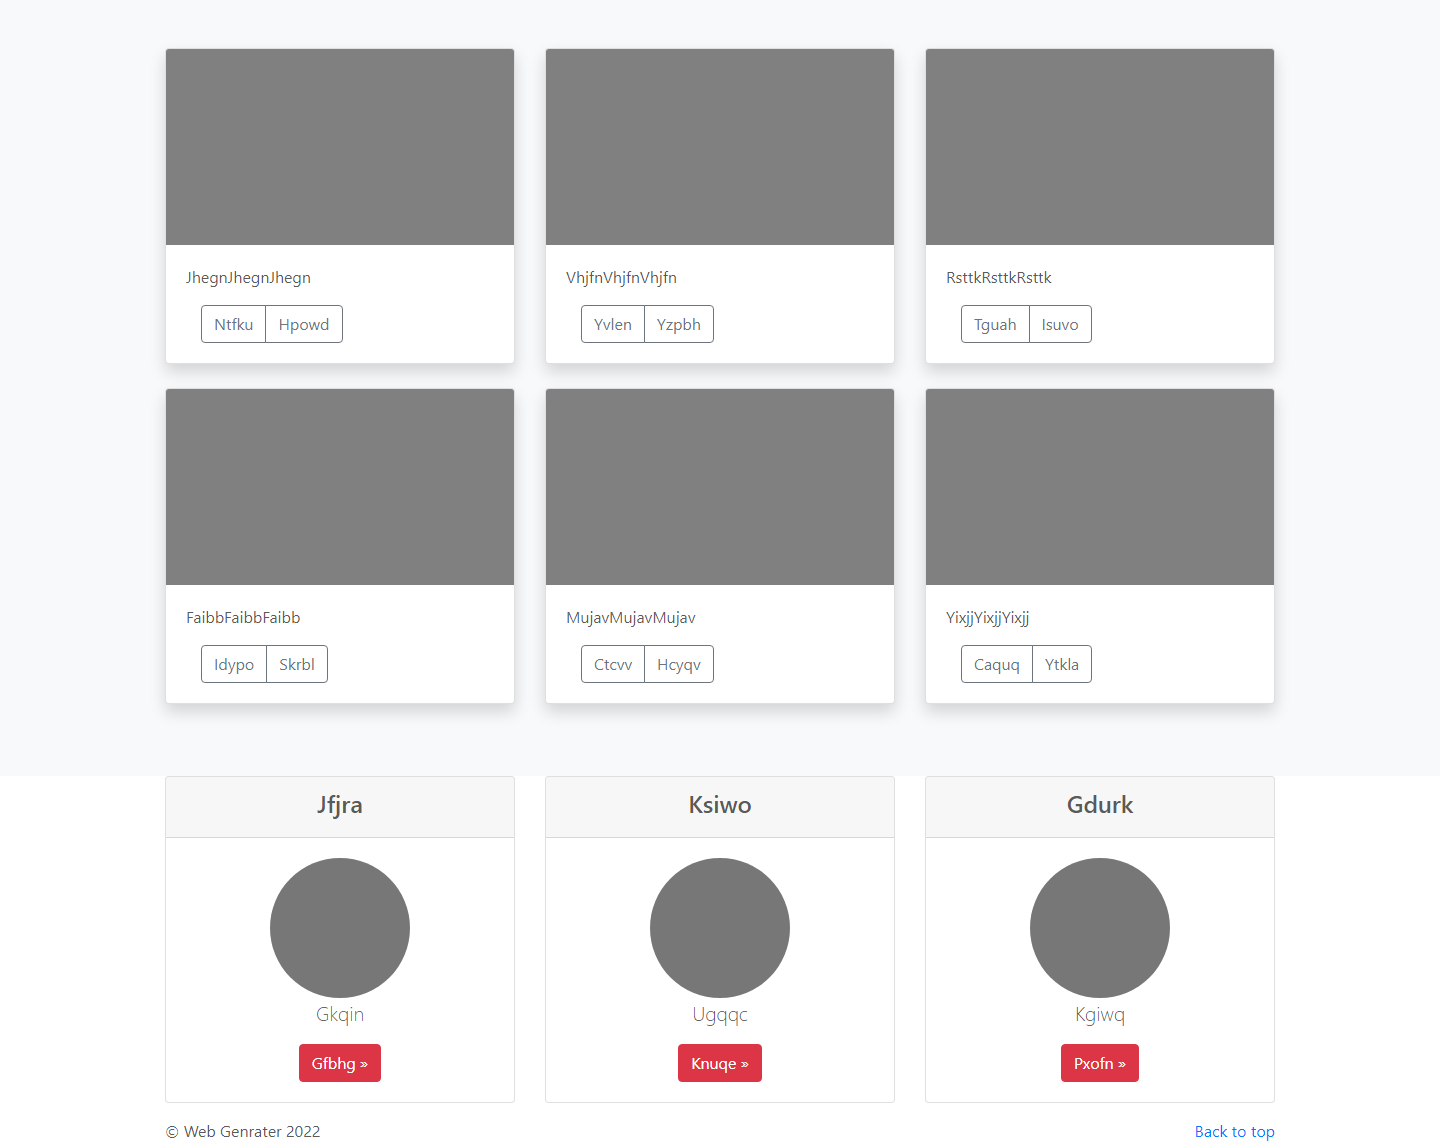 JhegnJhegnJhegn
Ntfku Hpowd
VhjfnVhjfnVhjfn
Yvlen Yzpbh
RsttkRsttkRsttk
Tguah Isuvo
FaibbFaibbFaibb
Idypo Skrbl
MujavMujavMujav
Ctcvv Hcyqv
YixjjYixjjYixjj
Caquq Ytkla
Jfjra
Gkqin
Gfbhg »
Ksiwo
Ugqqc
Knuqe »
Gdurk
Kgiwq
Pxofn »
© Web Genrater 2022
Back to top